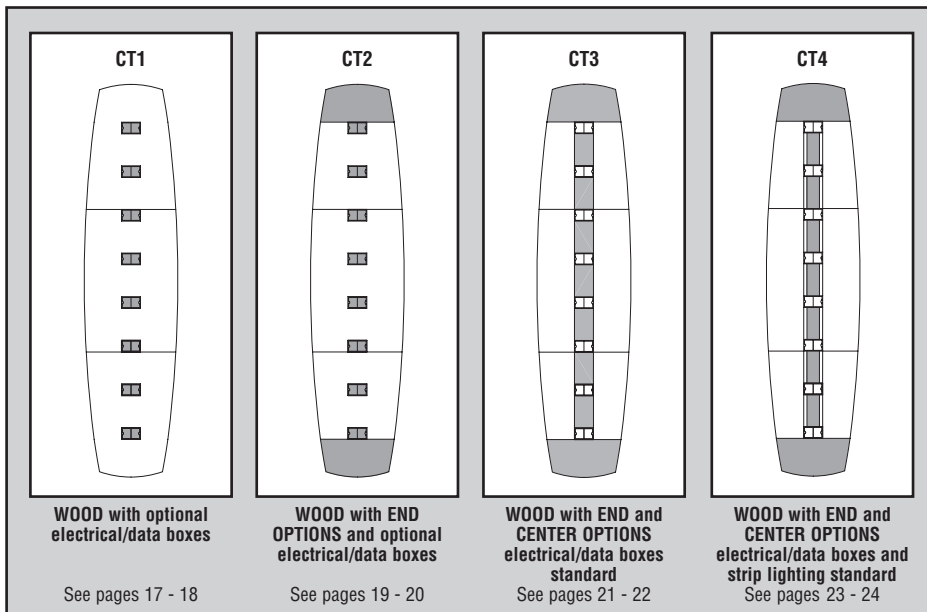 CT1
WOOD with optional
electrical/data boxes
See pages 17 - 18
CT2
WOOD with END
OPTIONS and optional
electrical/data boxes
See pages 19 - 20
CT3
WOOD with END and
CENTER OPTIONS
electrical/data boxes
standard
See pages 21 - 22
CT4
WOOD with END and
CENTER OPTIONS
electrical/data boxes and
strip lighting standard
See pages 23 - 24